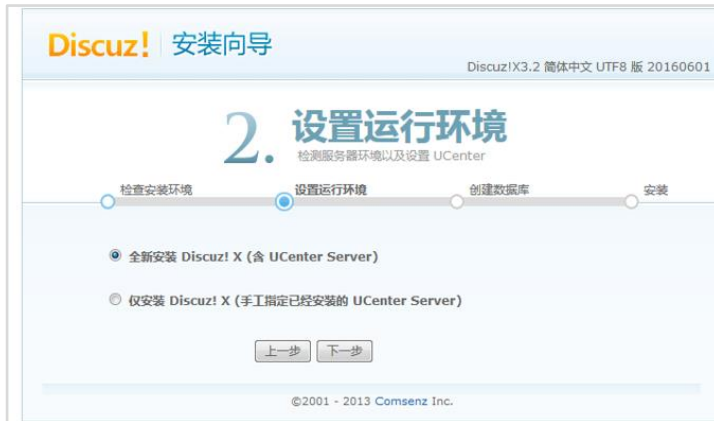 Discuz! 安装向导
Discuz!X3.2 简体中文 UTF8 版 20160601
2. 设置运行环境
检测服务器环境以及设置 UCenter
检查安装环境 设置运行环境 创建数据库 安装
全新安装 Discuz! X (含 UCenter Server)
仅安装 Discuz! X (手工指定已经安装的 UCenter Server)
上一步 下一步
©2001 - 2013 Comsenz Inc.